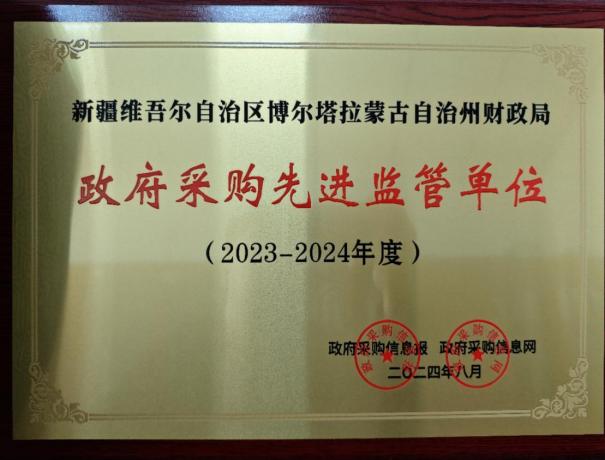 新疆维吾尔自治区博尔塔拉蒙古自治州财政局
政府采购先进监管单位
（2023-2024年度）
政府采购信息报 政府采购信息网
二〇二四年八月